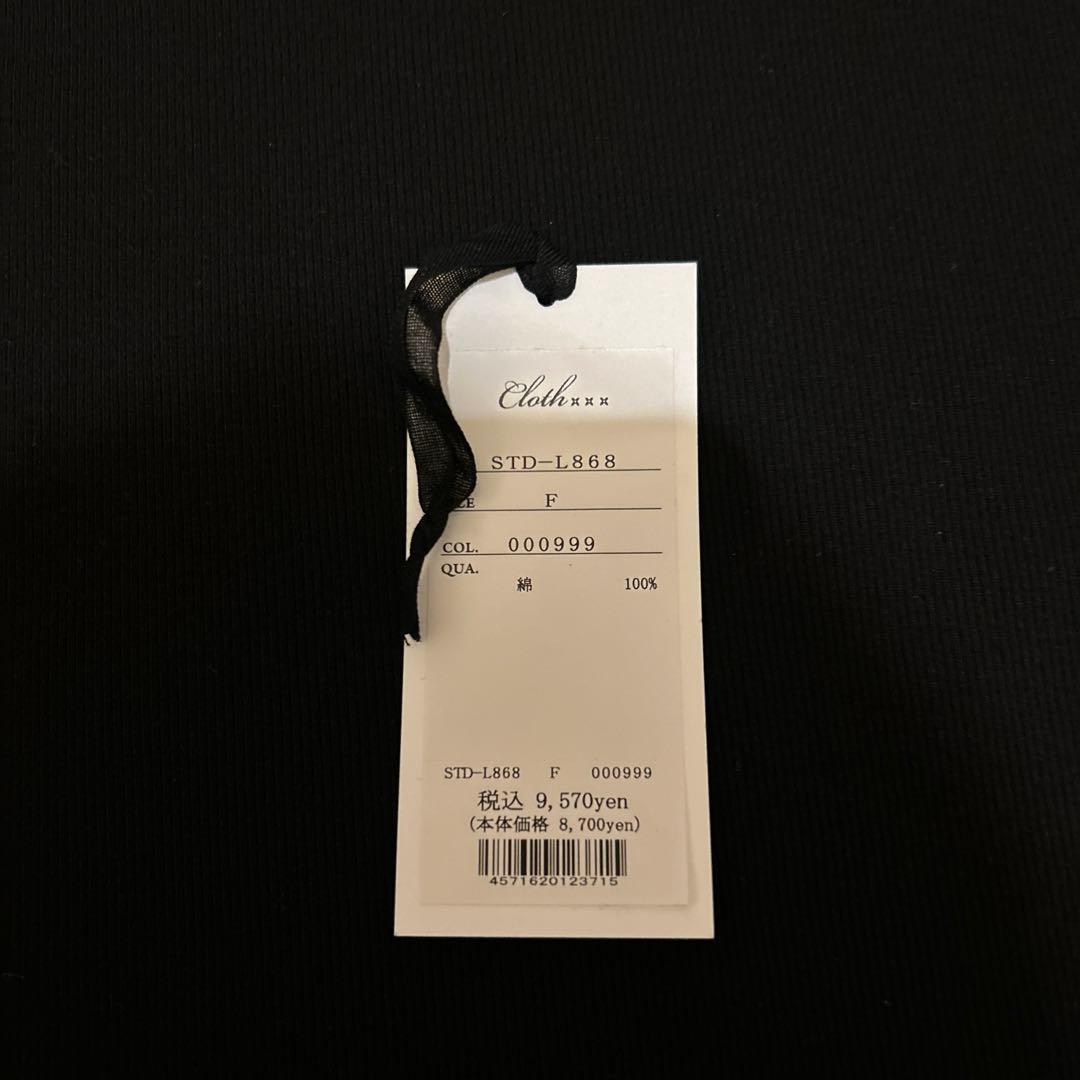 Cloth×××
STD-L868
F
COL. 000999
QUA.
綿 100%
STD-L868 F 000999
税込 9,570yen
(本体価格 8,700yen)
4571620123715